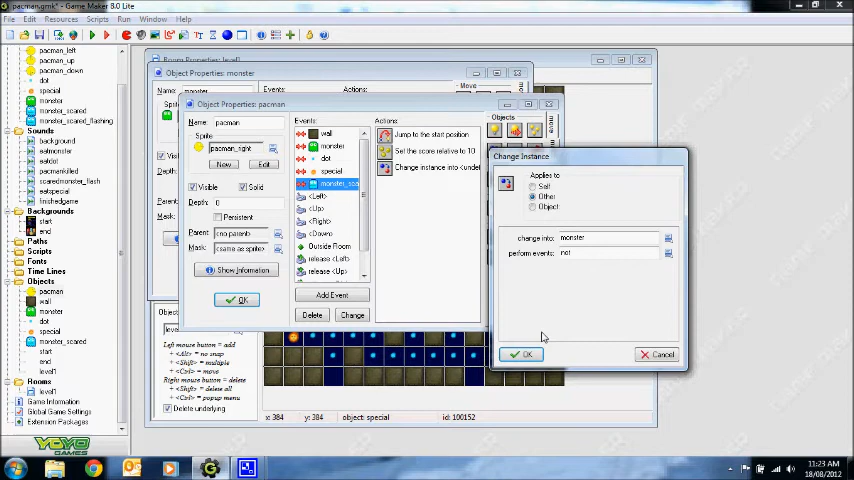 pacman.gmk* - Game Maker 8.0 Lite
File Edit Resources Scripts Run Window Help
pacman_left
pacman_up
pacman_down
dot
special
monster
monster_scared
monster_scared_flashing
Sounds
background
eatmonster
eatdot
pacmankilled
scaredmonster_flash
eatspecial
finishedgame
Backgrounds
start
end
Paths
Scripts
Fonts
Time Lines
Objects
pacman
wall
monster
dot
special
monster_scared
start
end
Rooms
level1
Game Information
Global Game Settings
Extension Packages
YOYO
GAMES
Room Properties: level1
Object Properties: monster
Name: monster
Events:
Actions:
Move
Object Properties: pacman
Name: pacman
Sprite
pacman_right
New Edit
Visible Solid
Depth: 0
Persistent
Parent <no parent>
Mask: <same as sprite>
Show Information
OK
Events:
wall
monster
dot
special
monster_sca
<Left>
<Up>
<Right>
<Down>
Outside Room
release <Left>
release <Up>
Add Event
Delete Change
Actions:
Jump to the start position
Set the score relative to 10
Change instance into <undef
Objects
move
Change Instance
Applies to
Self
Other
Object:
change into: monster
perform events: not
OK Cancel
Left mouse button = add
+ <Alt> = no snap
+ <Shift> = multiple
+ <Ctrl> = move
Right mouse button = delete
+ <Shift> = delete all
+ <Ctrl> = popup menu
Delete underlying
x: 384 y: 384 object: special id: 100152
11:23 AM
18/08/2012